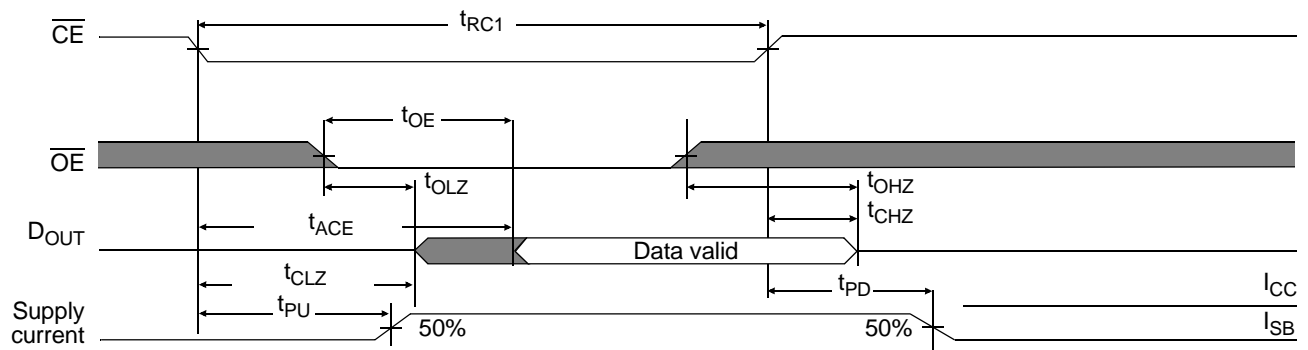 tRC1
CE
tOE
OE
tOLZ
tOHZ
tACE
tCHZ
DOUT
Data valid
tCLZ
tPD
ICC
tPU
Supply
current
50%
50%
ISB